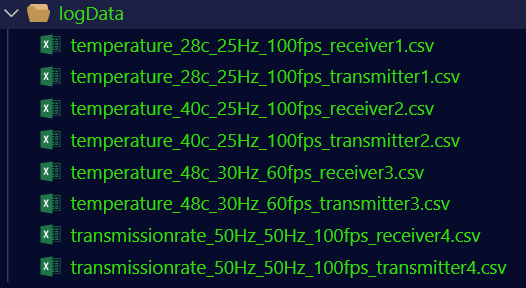 logData
temperature_28c_25Hz_100fps_receiver1.csv
temperature_28c_25Hz_100fps_transmitter1.csv
temperature_40c_25Hz_100fps_receiver2.csv
temperature_40c_25Hz_100fps_transmitter2.csv
temperature_48c_30Hz_60fps_receiver3.csv
temperature_48c_30Hz_60fps_transmitter3.csv
transmissionrate_50Hz_50Hz_100fps_receiver4.csv
transmissionrate_50Hz_50Hz_100fps_transmitter4.csv